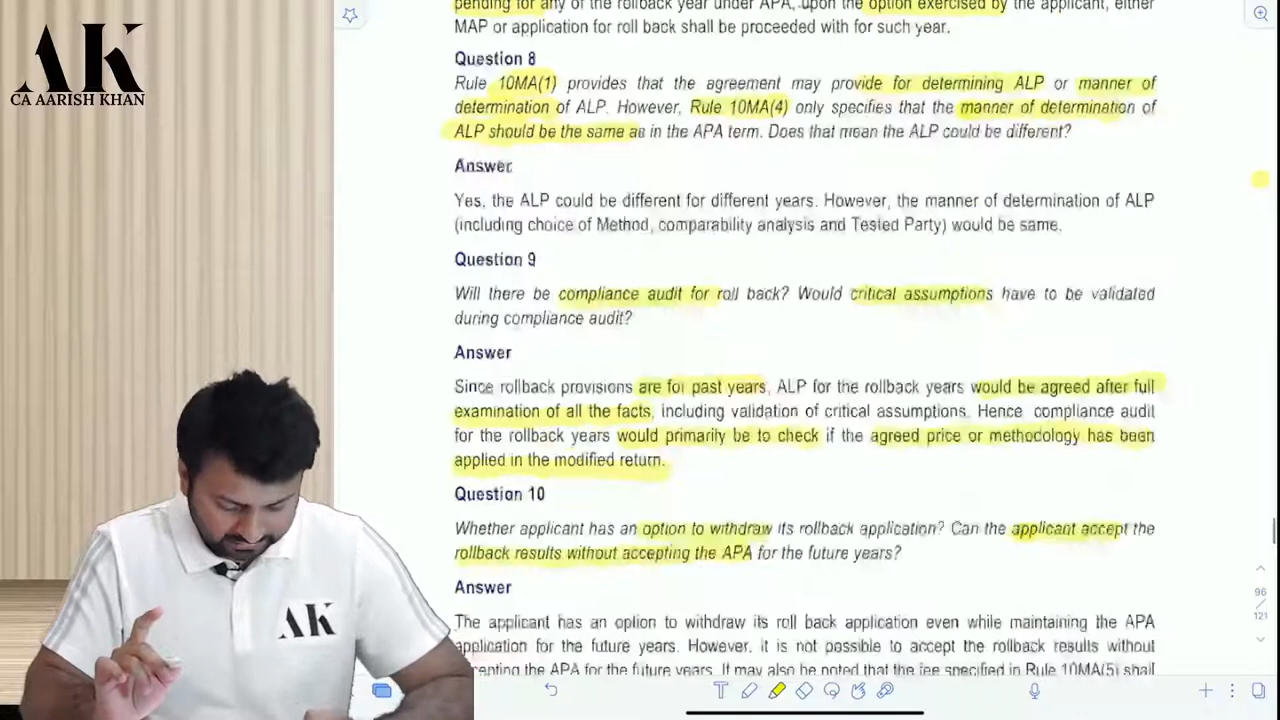 AK
CA AARISH KHAN
pending for any of the rollback year under APA, upon the option exercised by the applicant, either
MAP or application for roll back shall be proceeded with for such year.
Question 8
Rule 10MA(1) provides that the agreement may provide for determining ALP or manner of
determination of ALP. However, Rule 10MA(4) only specifies that the manner of determination of
ALP should be the same as in the APA term. Does that mean the ALP could be different?
Answer
Yes, the ALP could be different for different years. However, the manner of determination of ALP
(including choice of Method, comparability analysis and Tested Party) would be same.
Question 9
Will there be compliance audit for roll back? Would critical assumptions have to be validated
during compliance audit?
Answer
Since rollback provisions are for past years, ALP for the rollback years would be agreed after full
examination of all the facts, including validation of critical assumptions. Hence compliance audit
for the rollback years would primarily be to check if the agreed price or methodology has been
applied in the modified return.
Question 10
Whether applicant has an option to withdraw its rollback application? Can the applicant accept the
rollback results without accepting the APA for the future years?
Answer
The applicant has an option to withdraw its roll back application even while maintaining the APA
application for the future years. However, it is not possible to accept the rollback results without
accepting the APA for the future years. It may also be noted that the fee specified in Rule 10MA(5) shall
96
121
AK